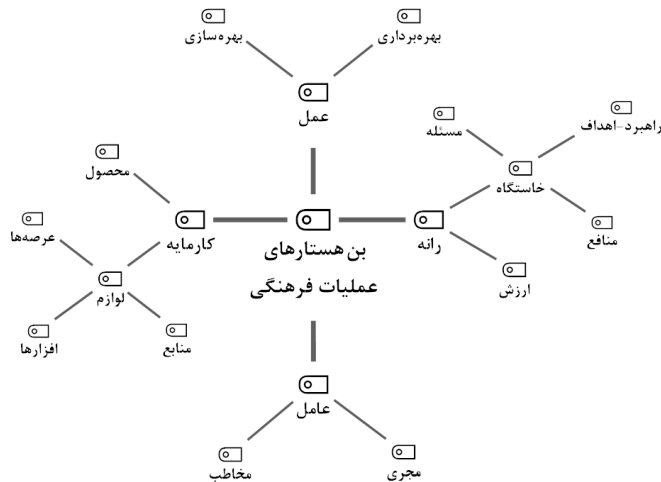 بهره‌برداری
بهره‌سازی
عمل
راهبرد-اهداف
مسئله
محصول
خاستگاه
عرصه‌ها
کارمایه
بن هستارهای
عملیات فرهنگی
رانه
منافع
لوازم
ارزش
افزارها
منابع
عامل
مجری
مخاطب